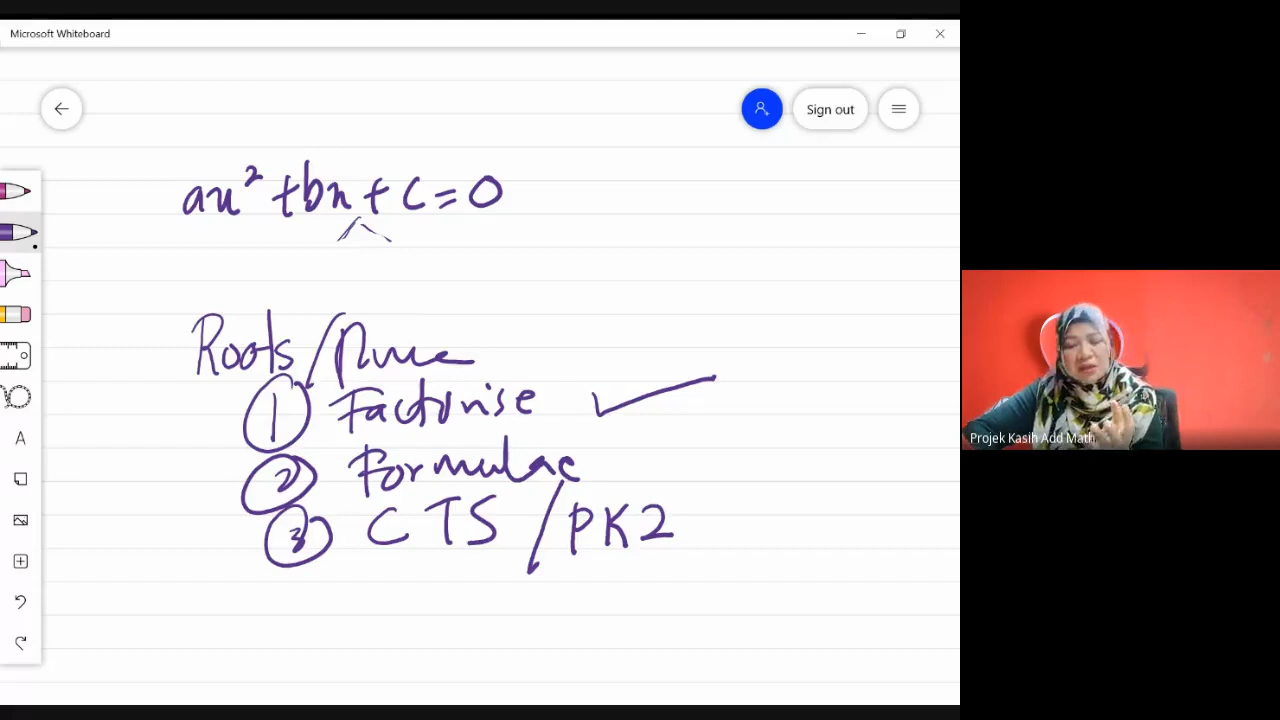 Microsoft Whiteboard
Sign out
ax² + bx + c = 0
Roots / Punca
1 Factorise ✓
2 Formulae
3 CTS / PK2
A
Projek Kasih Add Math